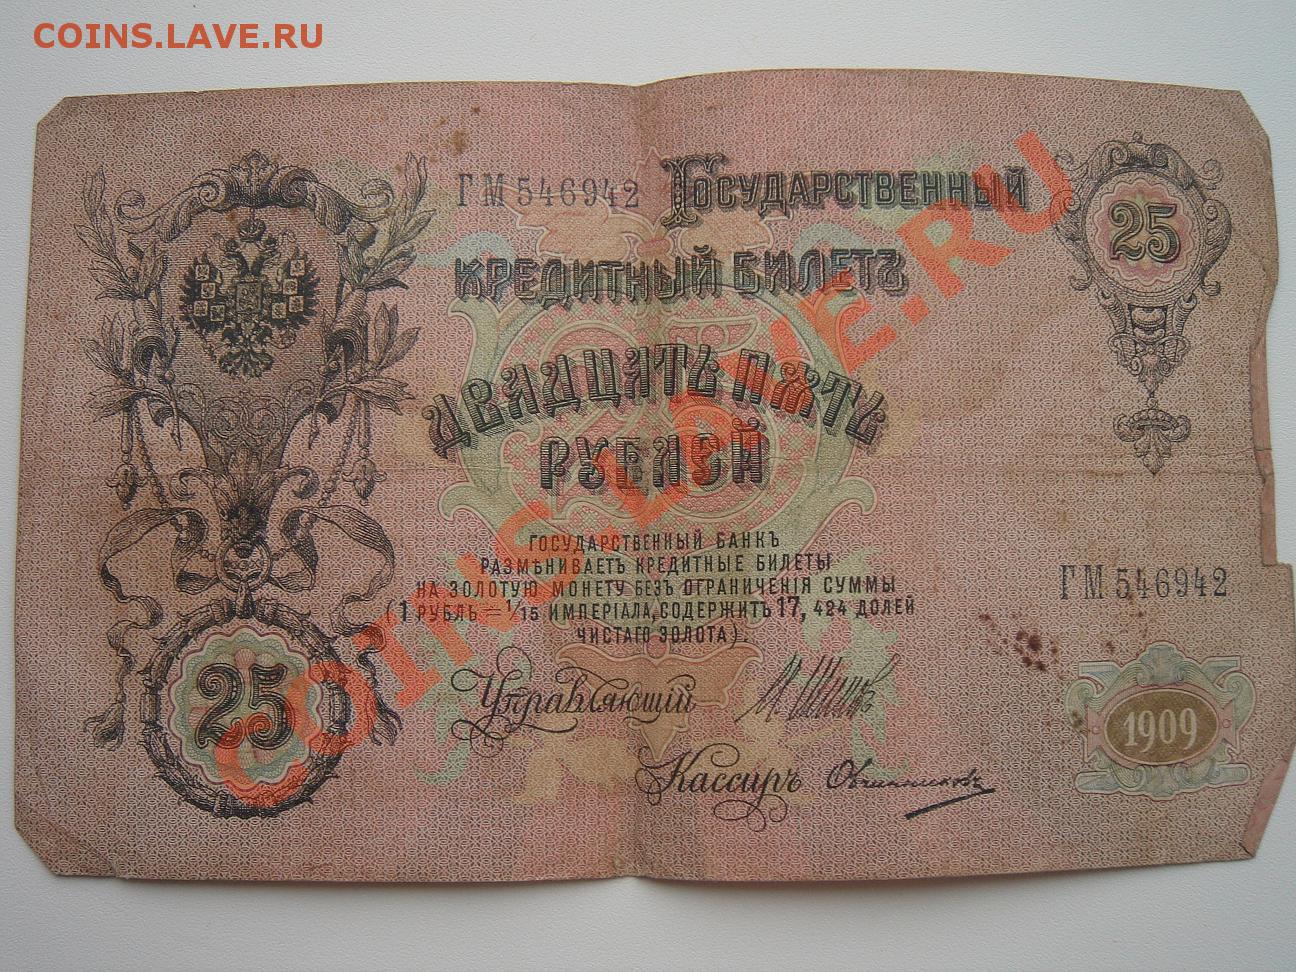 COINS.LAVE.RU
ГМ 546942
ГОСУДАРСТВЕННЫЙ
25
КРЕДИТНЫЙ БИЛЕТЪ
ДВАДЦАТЬ ПЯТЬ
РУБЛЕЙ
ГОСУДАРСТВЕННЫЙ БАНКЪ
РАЗМѢНИВАЕТЪ КРЕДИТНЫЕ БИЛЕТЫ
НА ЗОЛОТУЮ МОНЕТУ БЕЗЪ ОГРАНИЧЕНІЯ СУММЫ
(1 РУБЛЬ = 1/15 ИМПЕРІАЛА, СОДЕРЖИТЪ 17,424 ДОЛЕЙ
ЧИСТАГО ЗОЛОТА).
ГМ 546942
25
Управляющій И Шипов
1909
Кассиръ Овчинниковъ
COINS.LAVE.RU